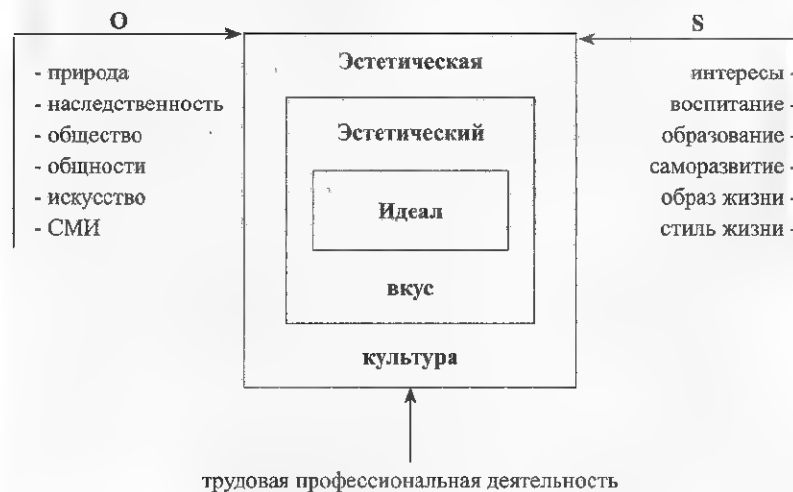 O
- природа
- наследственность
- общество
- общности
- искусство
- СМИ
Эстетическая
Эстетический
Идеал
вкус
культура
S
интересы -
воспитание -
образование -
саморазвитие -
образ жизни -
стиль жизни -
трудовая профессиональная деятельность